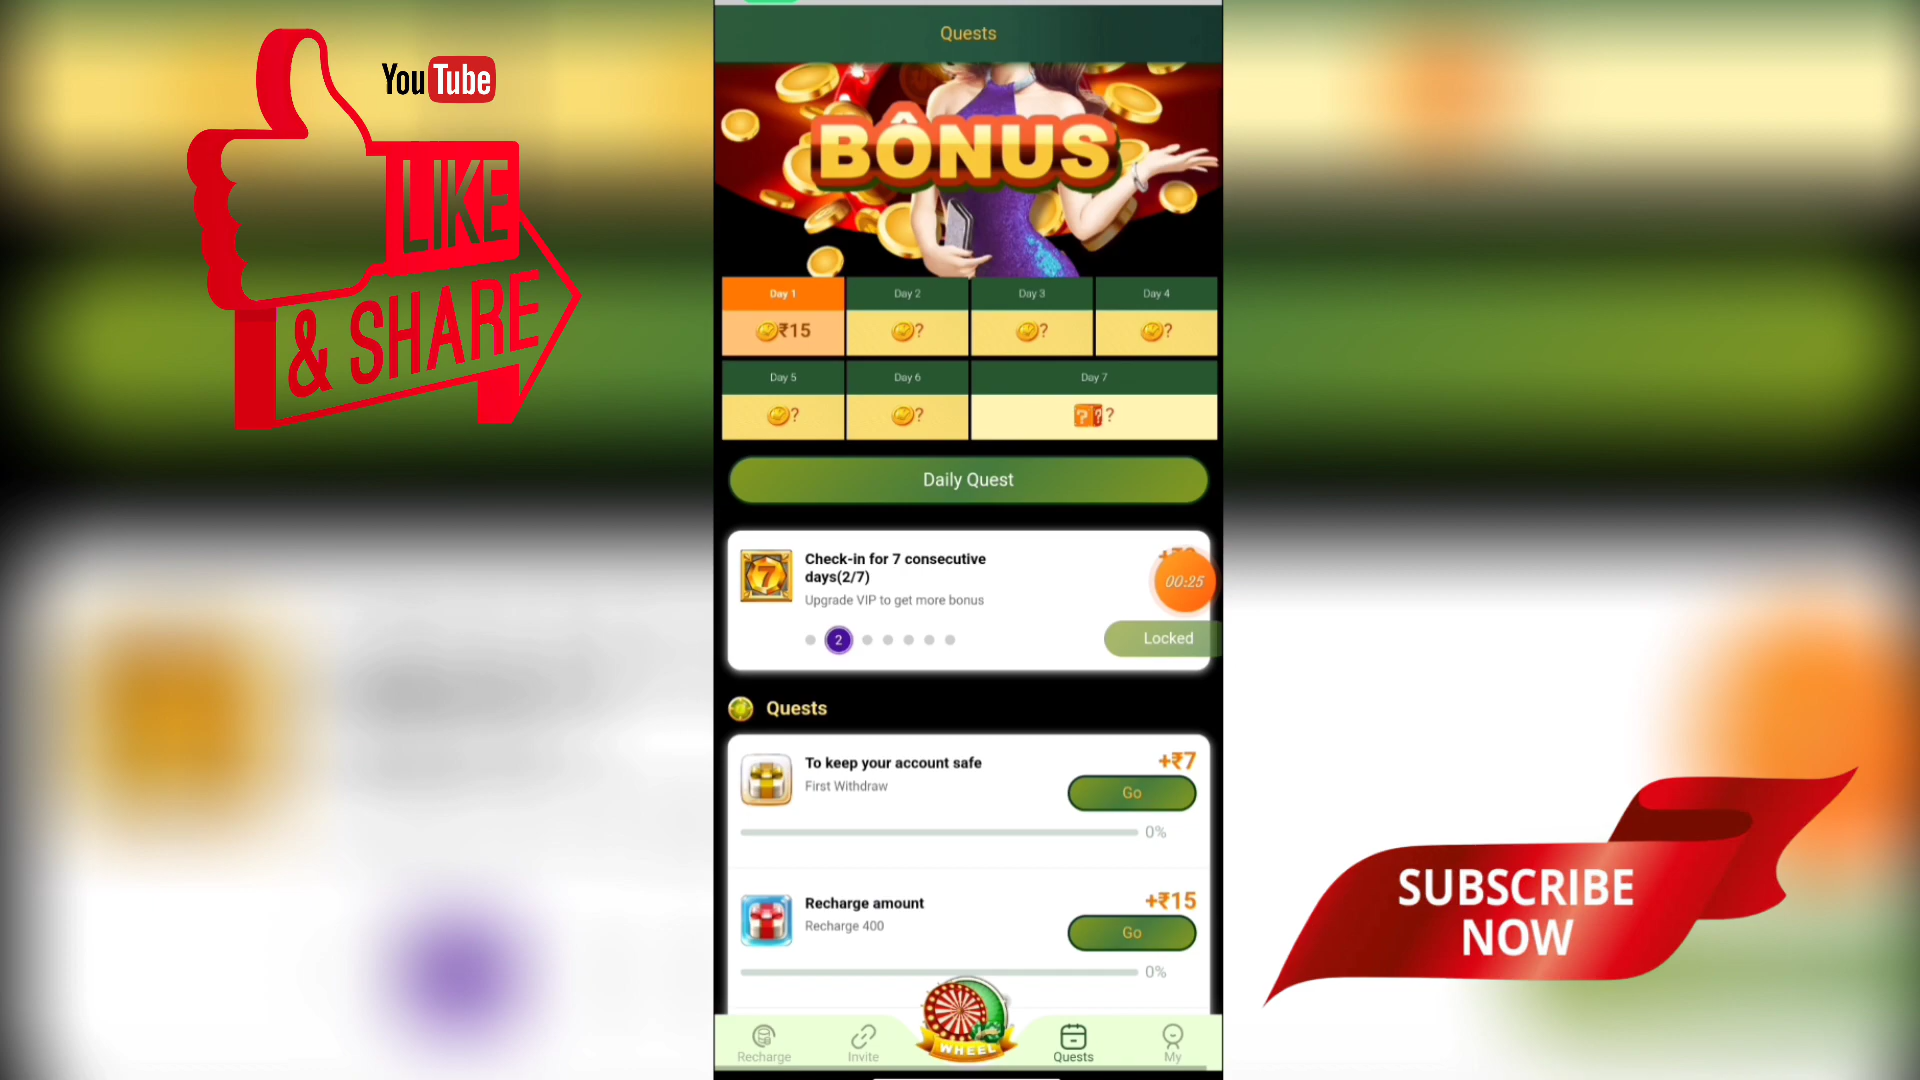 YouTube
LIKE
& SHARE
Quests
BÔNUS
Day 1
Day 2
Day 3
Day 4
₹15
?
?
?
Day 5
Day 6
Day 7
?
?
? ? ?
Daily Quest
7
Check-in for 7 consecutive
days(2/7)
Upgrade VIP to get more bonus
00:25
2
Locked
Quests
To keep your account safe
+₹7
First Withdraw
Go
0%
Recharge amount
+₹15
Recharge 400
Go
0%
WHEEL
Recharge
Invite
Quests
My
SUBSCRIBE
NOW